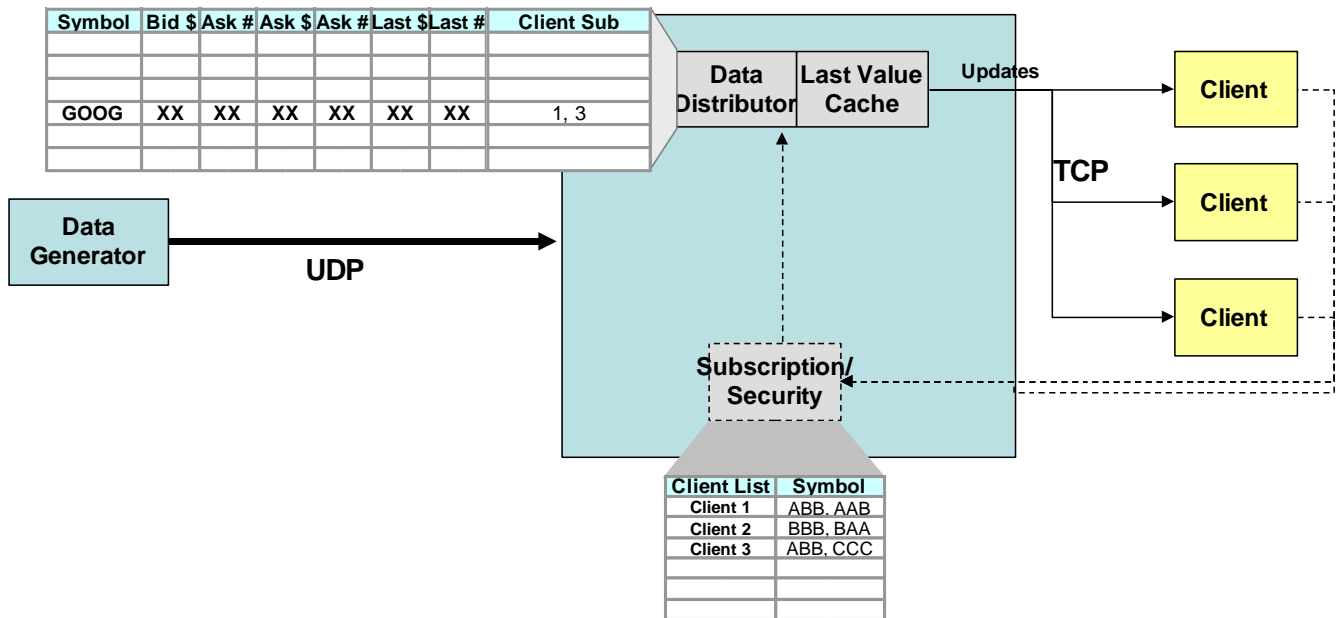 Symbol Bid $ Ask # Ask $ Ask # Last $ Last # Client Sub
GOOG XX XX XX XX XX XX 1, 3
Data
Distributor
Last Value
Cache
Updates
Client
TCP
Client
Data
Generator
UDP
Client
Subscription/
Security
Client List Symbol
Client 1 ABB, AAB
Client 2 BBB, BAA
Client 3 ABB, CCC